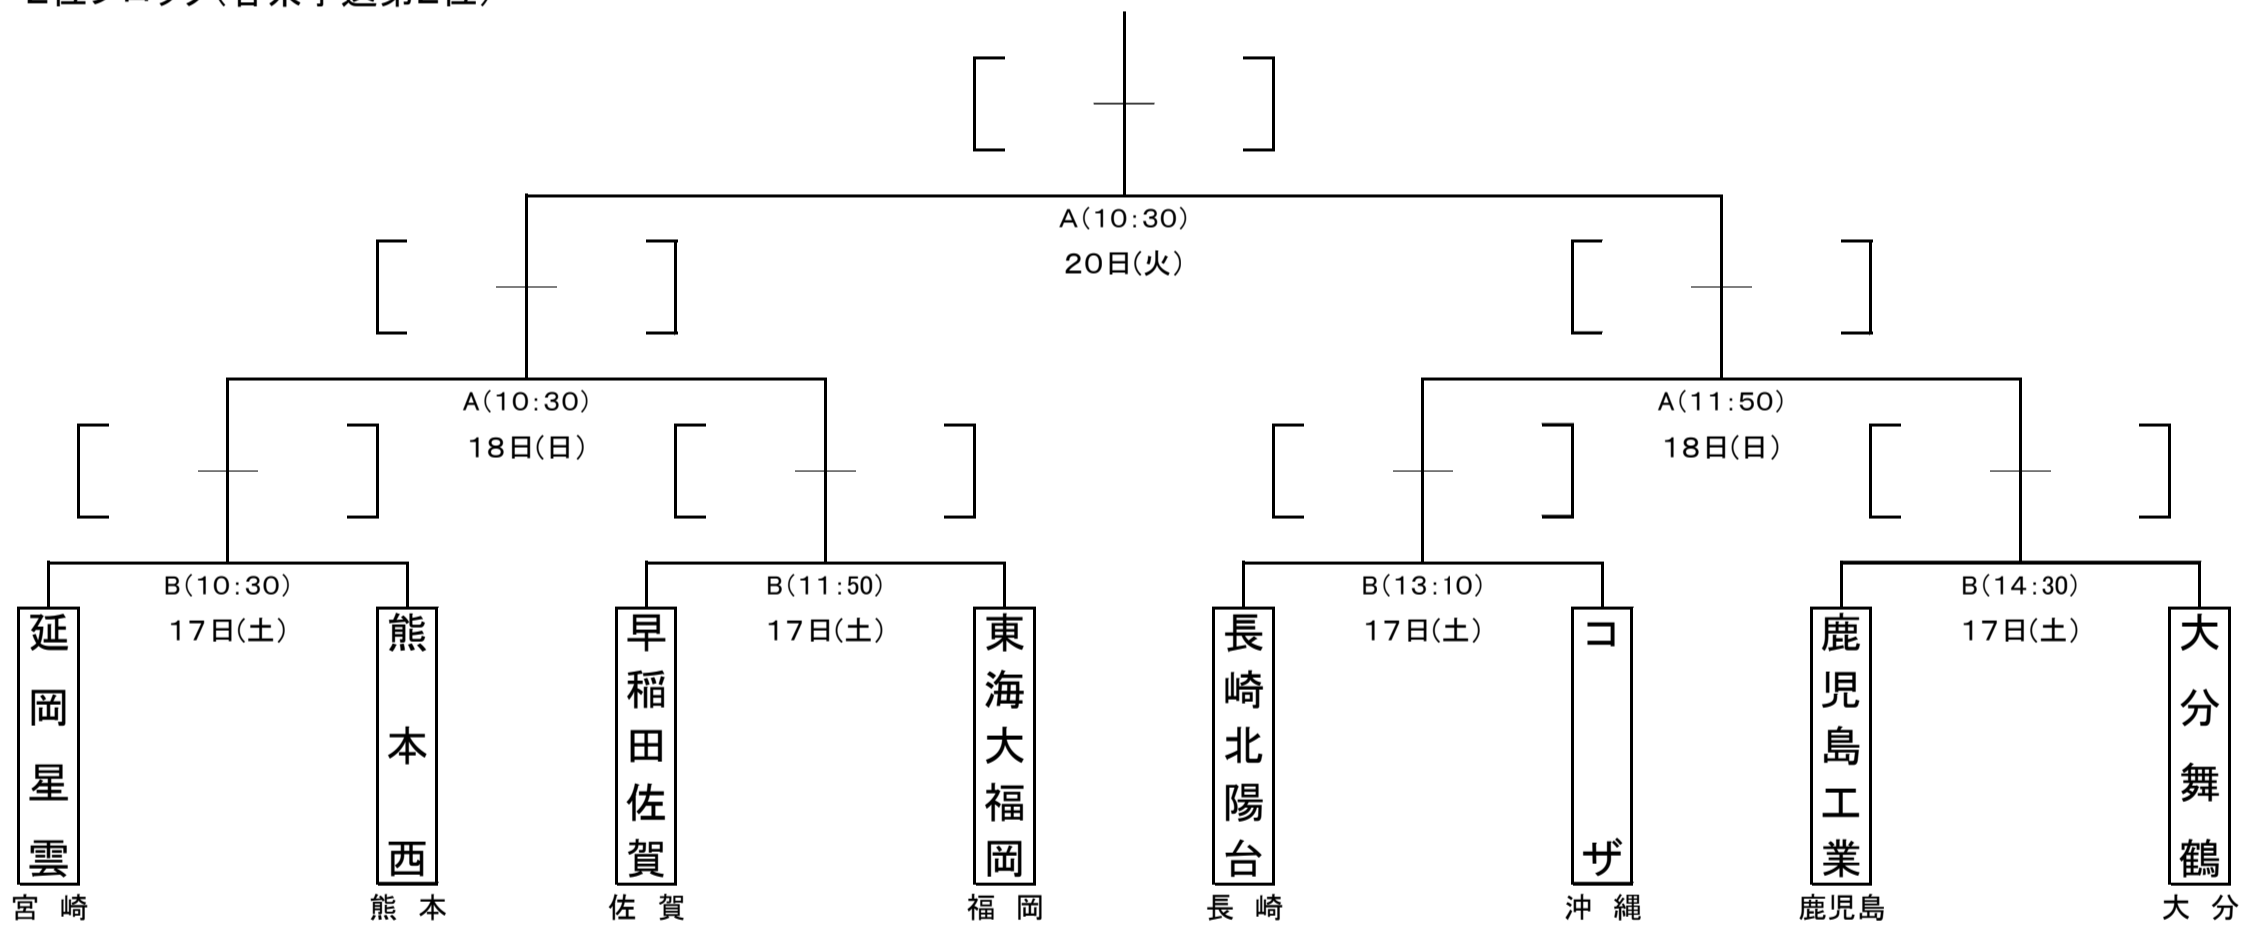 A(10:30)
20日(火)
A(10:30)
18日(日)
A(11:50)
18日(日)
B(10:30)
17日(土)
B(11:50)
17日(土)
B(13:10)
17日(土)
B(14:30)
17日(土)
延岡星雲
熊本西
早稲田佐賀
東海大福岡
長崎北陽台
コザ
鹿児島工業
大分舞鶴
宮崎
熊本
佐賀
福岡
長崎
沖縄
鹿児島
大分